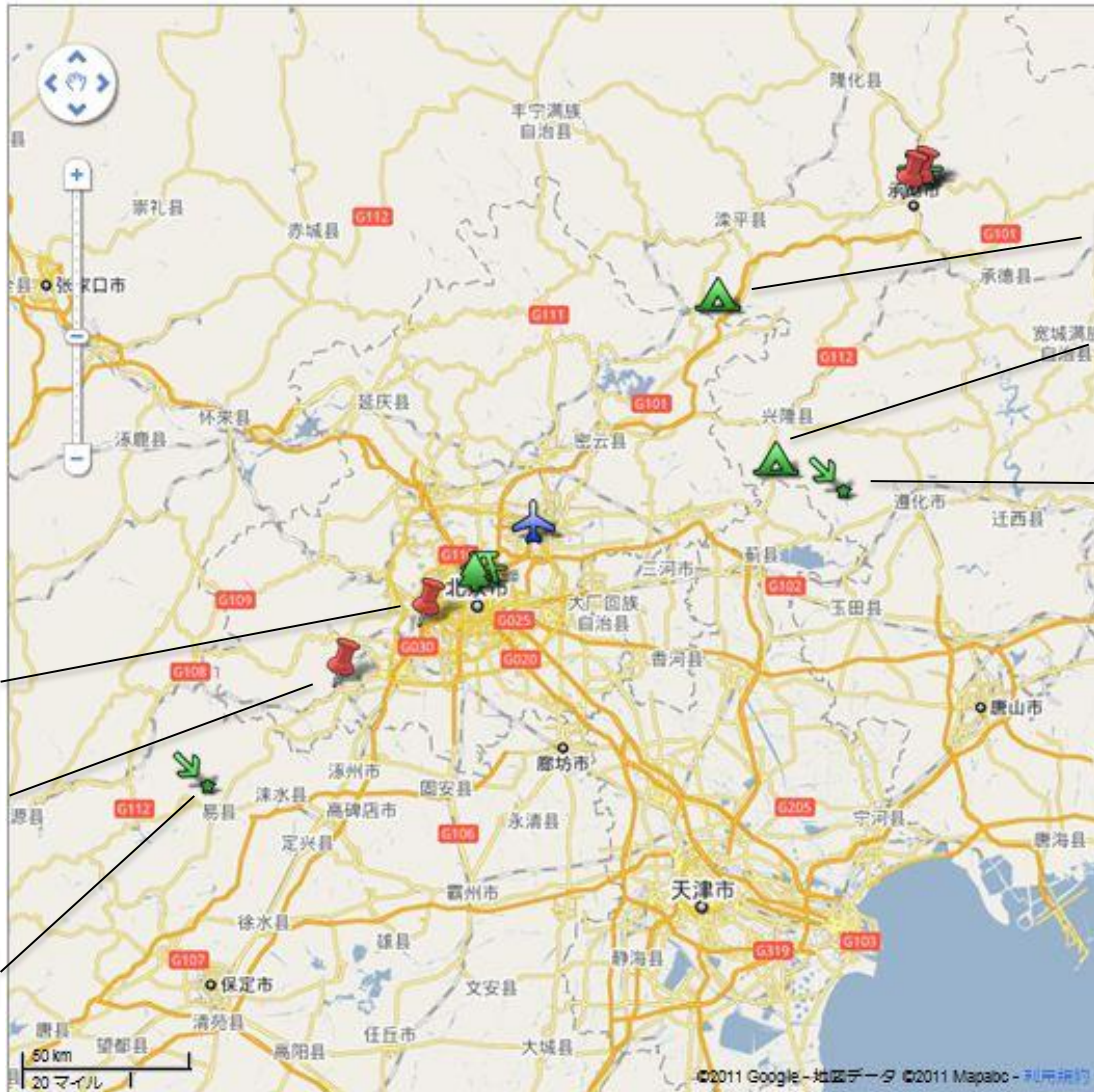 隆化县
丰宁满族
自治县
县
承德市
崇礼县
赤城县
G112
滦平县
G101
张家口市
承德县
G111
宽城满族
自治县
G112
延庆县
G101
怀来县
兴隆县
涿鹿县
密云县
遵化市
迁西县
G110
三河市
蓟县
G102
北京市
G109
大厂回族
自治县
玉田县
G025
G030
G020
香河县
G108
唐山市
廊坊市
涿州市
固安县
涞水县
G112
易县
高碑店市
源县
G106
永清县
G205
宁河县
定兴县
唐海县
霸州市
天津市
徐水县
雄县
G107
静海县
G319
G103
保定市
文安县
清苑县
唐县
望都县
任丘市
高阳县
大城县
50 km
20 マイル
©2011 Google - 地図データ ©2011 Mapabc - 利用規約